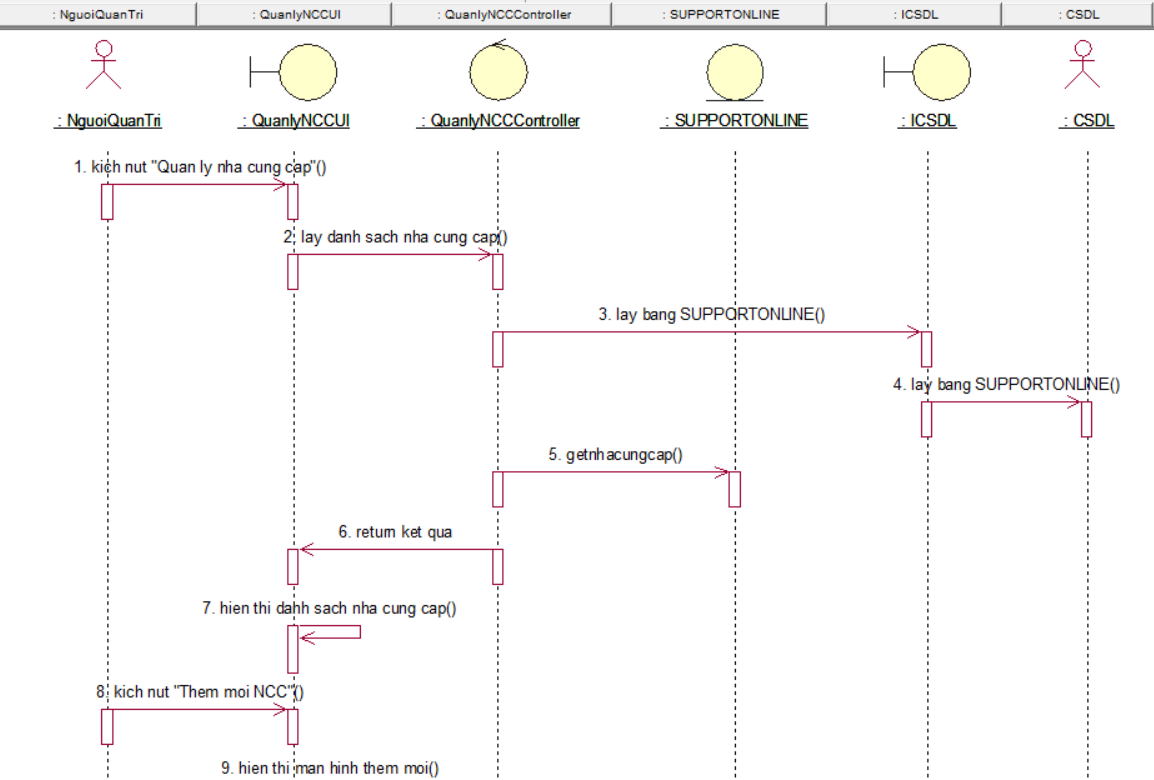 : NguoiQuanTri
: QuanlyNCCUI
: QuanlyNCCController
: SUPPORTONLINE
: ICSDL
: CSDL
: NguoiQuanTri
: QuanlyNCCUI
: QuanlyNCCController
: SUPPORTONLINE
: ICSDL
: CSDL
1. kich nut "Quan ly nha cung cap"()
2. lay danh sach nha cung cap()
3. lay bang SUPPORTONLINE()
4. lay bang SUPPORTONLINE()
5. getnhacungcap()
6. return ket qua
7. hien thi danh sach nha cung cap()
8. kich nut "Them moi NCC"()
9. hien thi man hinh them moi()